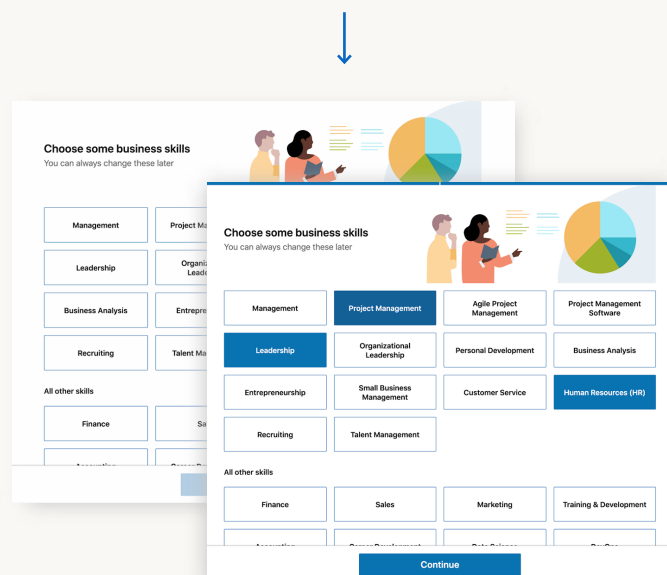 Choose some business skills
You can always change these later
Management
Leadership
Business Analysis
Entrepre
Recruiting
Talent Ma
All other skills
Finance
Choose some business skills
You can always change these later
Management
Project Management
Agile Project
Management
Project Management
Software
Leadership
Organizational
Leadership
Personal Development
Business Analysis
Entrepreneurship
Small Business
Management
Customer Service
Human Resources (HR)
Recruiting
Talent Management
All other skills
Finance
Sales
Marketing
Training & Development
Continue